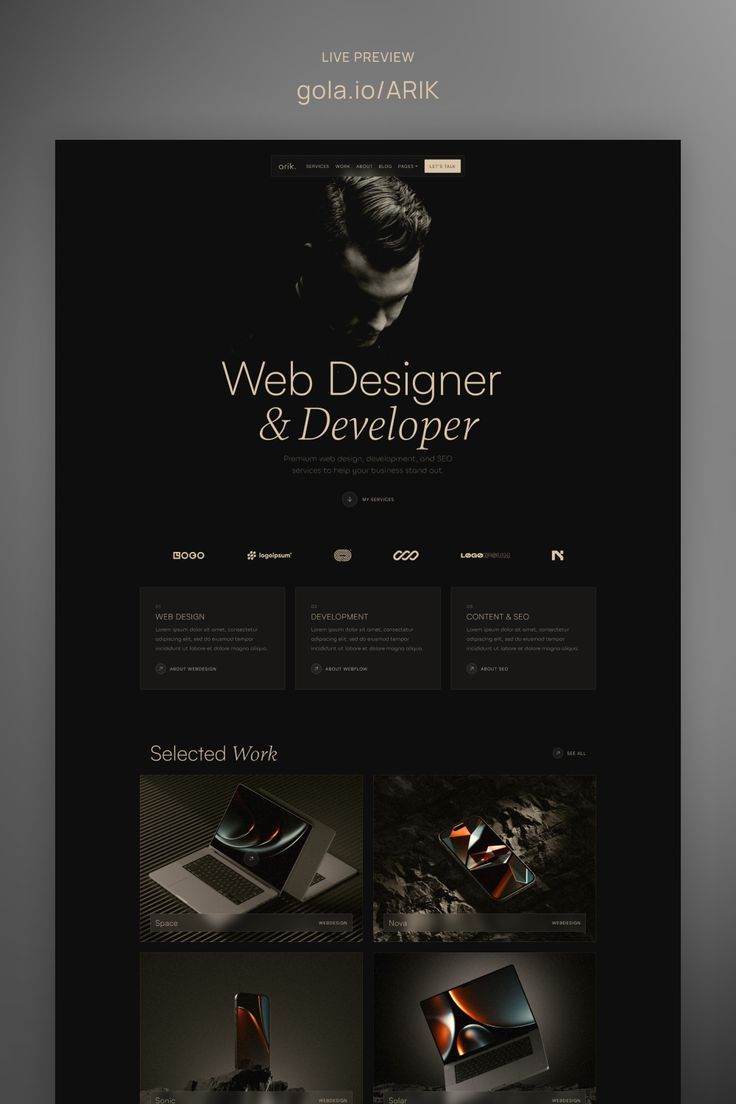 LIVE PREVIEW
gola.io/ARIK
arik. SERVICES WORK ABOUT BLOG PAGES LET'S TALK
Web Designer
& Developer
Premium web design, development, and SEO
services to help your business stand out.
MY SERVICES
LOGO logoipsum LOGOIPSUM
01
WEB DESIGN
Lorem ipsum dolor sit amet, consectetur
adipiscing elit, sed do eiusmod tempor
incididunt ut labore et dolore magna aliqua.
ABOUT WEBDESIGN
02
DEVELOPMENT
Lorem ipsum dolor sit amet, consectetur
adipiscing elit, sed do eiusmod tempor
incididunt ut labore et dolore magna aliqua.
ABOUT WEBFLOW
03
CONTENT & SEO
Lorem ipsum dolor sit amet, consectetur
adipiscing elit, sed do eiusmod tempor
incididunt ut labore et dolore magna aliqua.
ABOUT SEO
Selected Work
SEE ALL
Space WEBDESIGN
Nova WEBDESIGN
Sonic WEBDESIGN
Solar WEBDESIGN